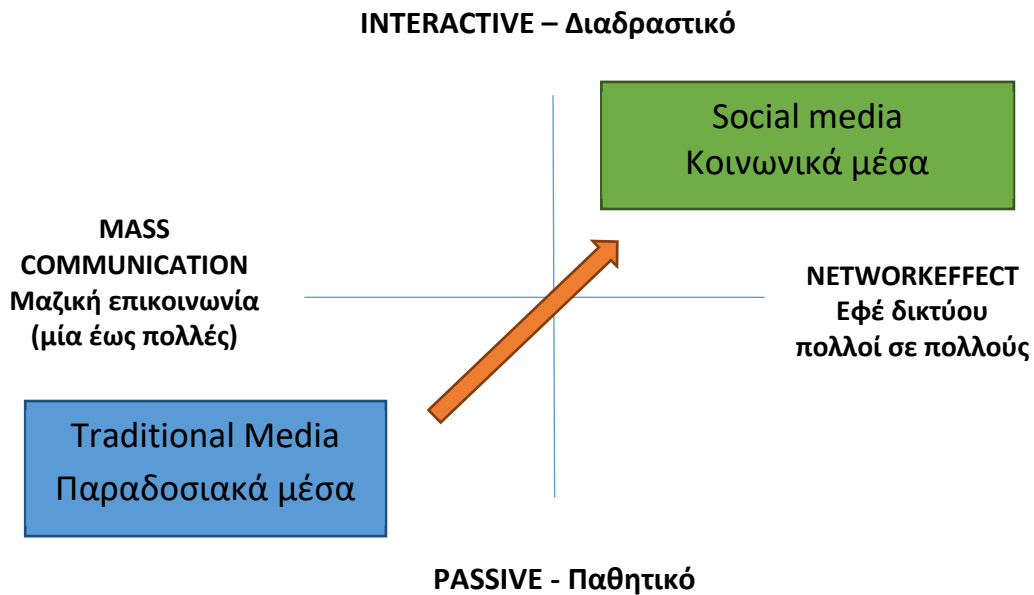 INTERACTIVE – Διαδραστικό
Social media
Κοινωνικά μέσα
MASS
COMMUNICATION
Μαζική επικοινωνία
(μία έως πολλές)
NETWORKEFFECT
Εφέ δικτύου
πολλοί σε πολλούς
Traditional Media
Παραδοσιακά μέσα
PASSIVE - Παθητικό